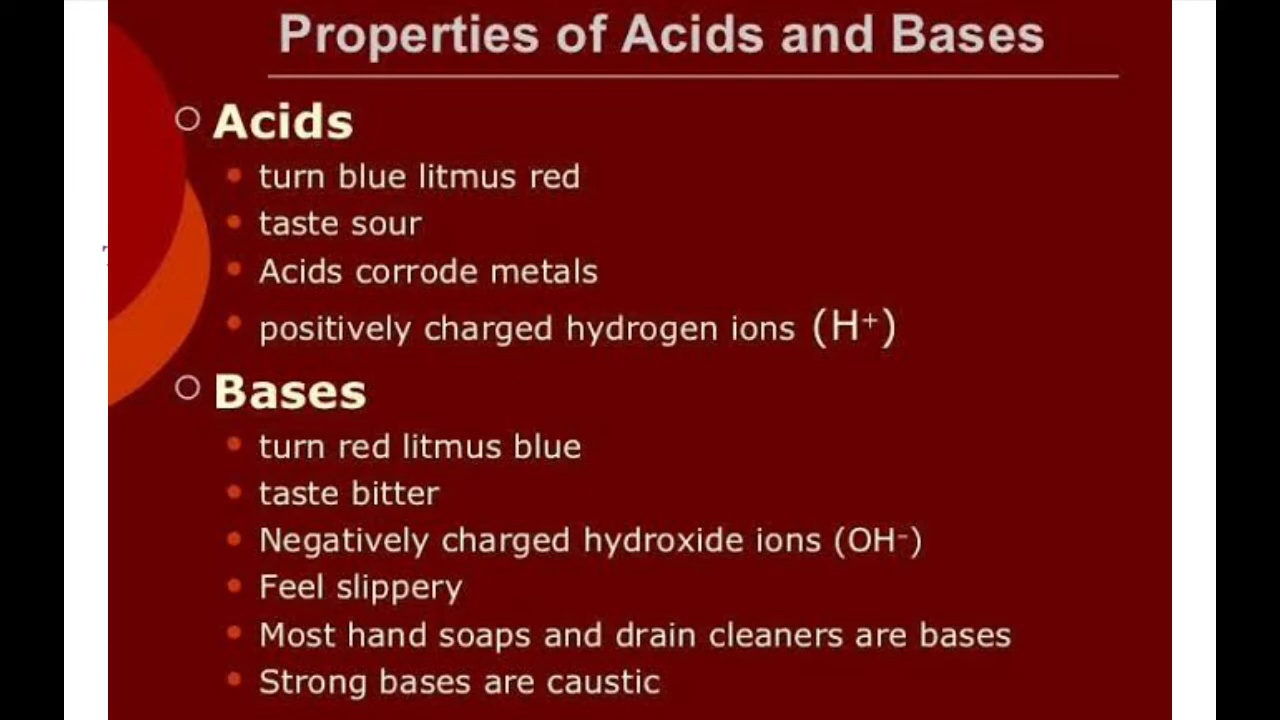 Properties of Acids and Bases
Acids
turn blue litmus red
taste sour
Acids corrode metals
positively charged hydrogen ions (H⁺)
Bases
turn red litmus blue
taste bitter
Negatively charged hydroxide ions (OH⁻)
Feel slippery
Most hand soaps and drain cleaners are bases
Strong bases are caustic